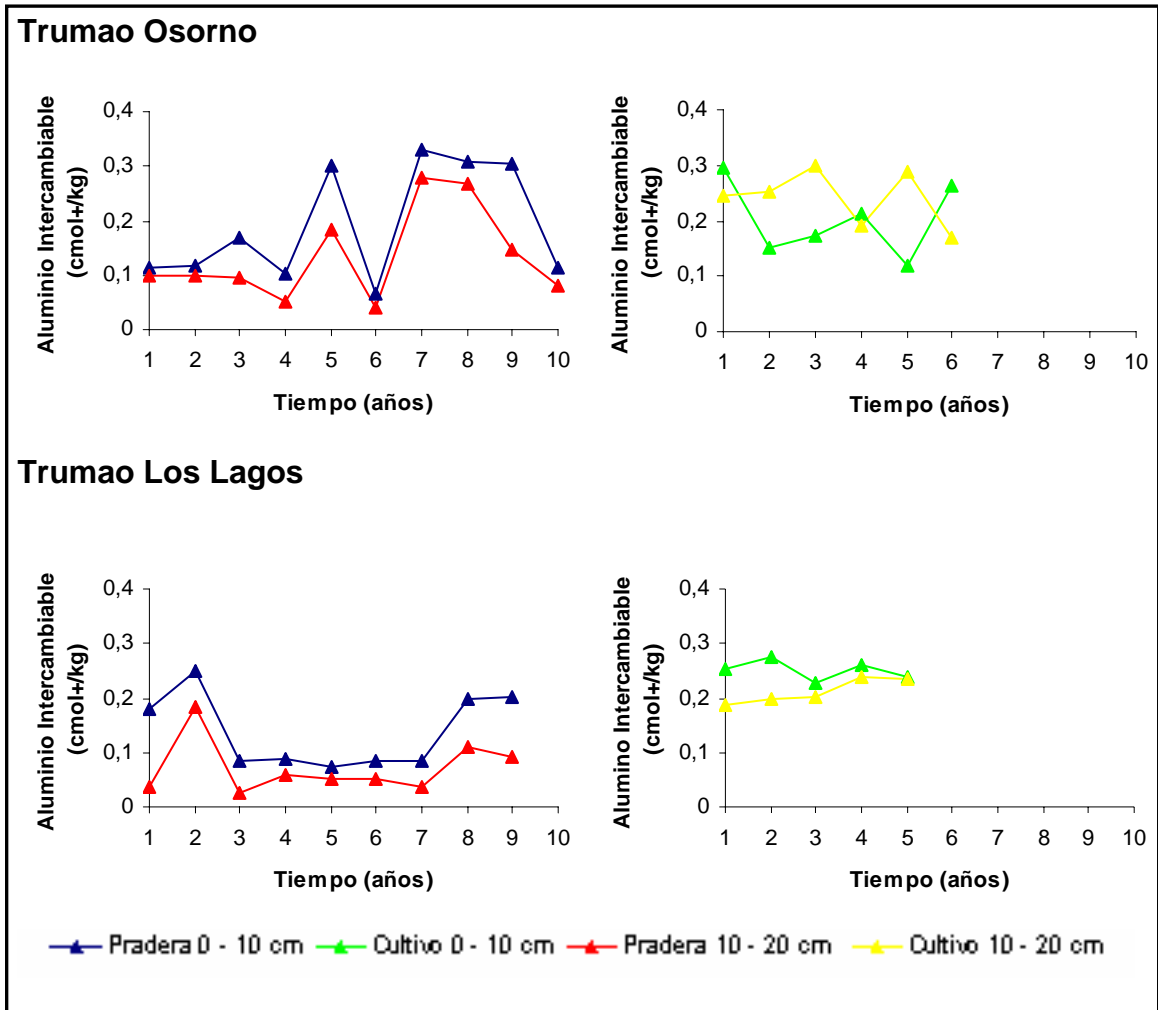 Trumao Osorno
Aluminio Intercambiable
(cmol+/kg)
0,4
0,3
0,2
0,1
0
1 2 3 4 5 6 7 8 9 10
Tiempo (años)
Aluminio Intercambiable
(cmol+/kg)
0,4
0,3
0,2
0,1
0
1 2 3 4 5 6 7 8 9 10
Tiempo (años)
Trumao Los Lagos
Aluminio Intercambiable
(cmol+/kg)
0,4
0,3
0,2
0,1
0
1 2 3 4 5 6 7 8 9 10
Tiempo (años)
Alumino Intercambiable
(cmol+/kg)
0,4
0,3
0,2
0,1
0
1 2 3 4 5 6 7 8 9 10
Tiempo (años)
Pradera 0 - 10 cm Cultivo 0 - 10 cm Pradera 10 - 20 cm Cultivo 10 - 20 cm